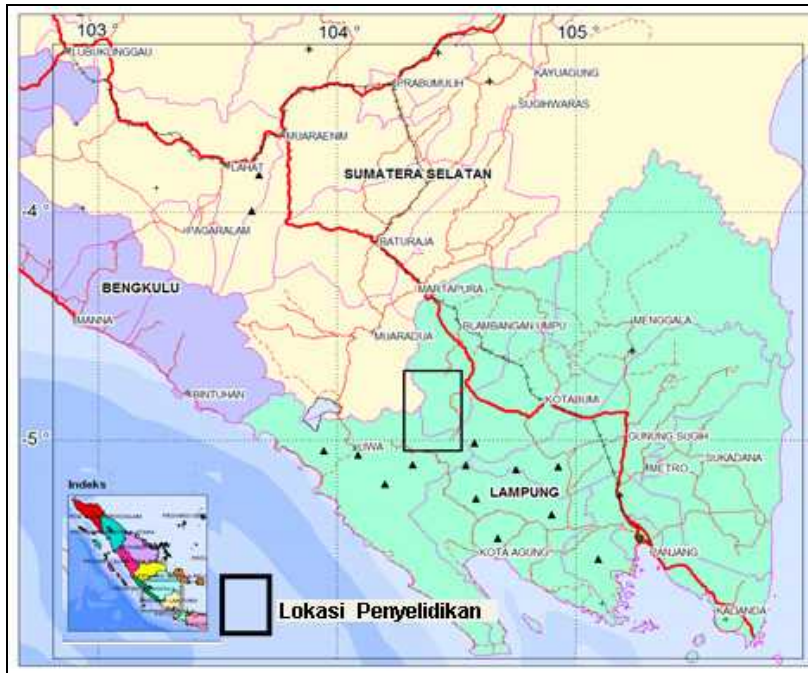 103 °
104 °
105 °
LUBUKLINGGAU
PRABUMULIH
KAYUAGUNG
SUGIHWARAS
MUARAENIM
LAHAT
SUMATERA SELATAN
-4°
PAGARALAM
BATURAJA
BENGKULU
MARTAPURA
MANNA
BLAMBANGAN UMPU
MENGGALA
MUARADUA
BINTUHAN
KOTABUMI
-5°
LIWA
GUNUNG SUGIH
SUKADANA
METRO
Indeks
LAMPUNG
KOTA AGUNG
PANJANG
KALIANDA
Lokasi Penyelidikan